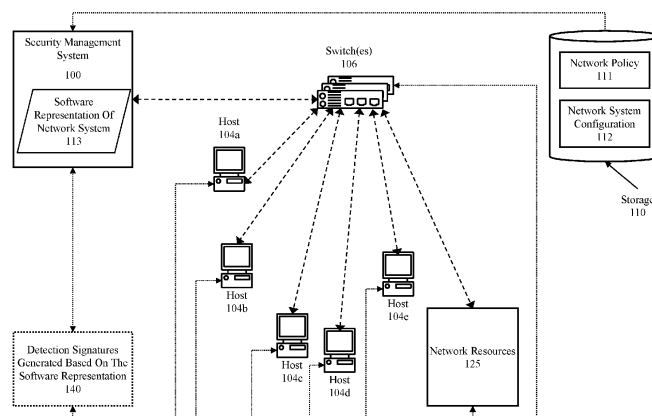 Security Management
System
100
Software
Representation Of
Network System
113
Switch(es)
106
Network Policy
111
Network System
Configuration
112
Storage
110
Host
104a
Host
104b
Host
104c
Host
104d
Host
104e
Network Resources
125
Detection Signatures
Generated Based On The
Software Representation
140